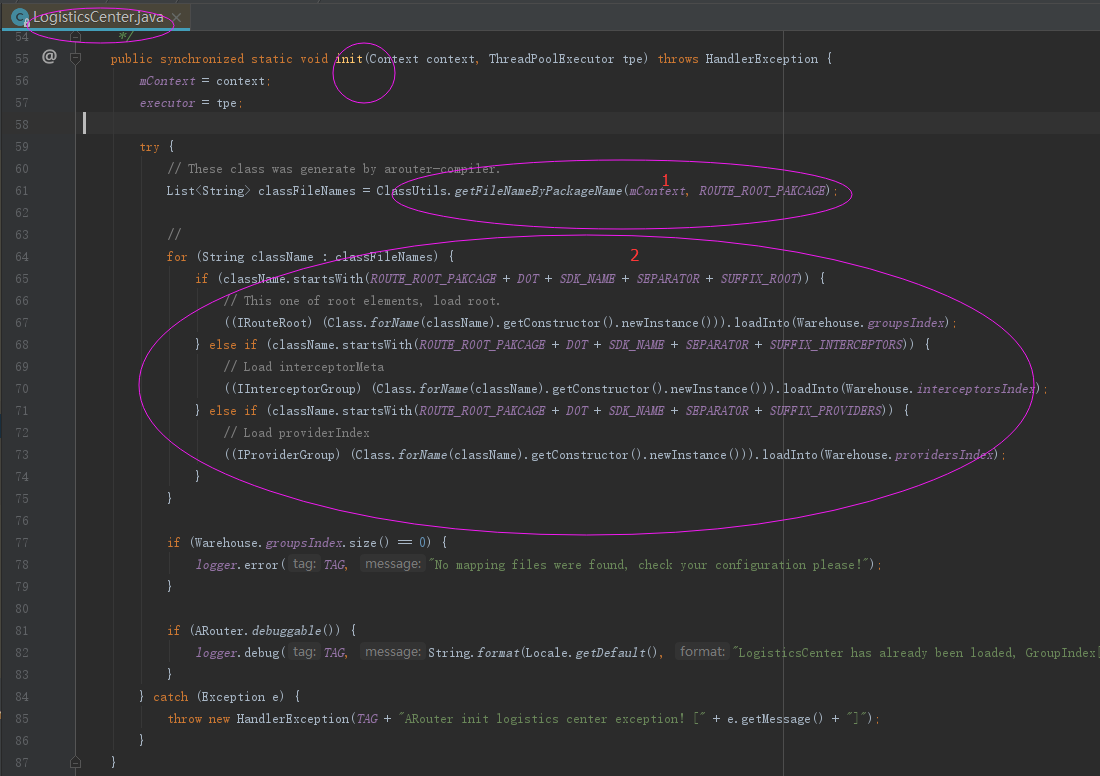 LogisticsCenter.java
54 */
55 @ public synchronized static void init(Context context, ThreadPoolExecutor tpe) throws HandlerException {
56 mContext = context;
57 executor = tpe;
58
59 try {
60 // These class was generate by arouter-compiler.
61 List<String> classFileNames = ClassUtils.getFileNameByPackageName(mContext, ROUTE_ROOT_PAKCAGE);
1
62
63 //
64 for (String className : classFileNames) {
2
65 if (className.startsWith(ROUTE_ROOT_PAKCAGE + DOT + SDK_NAME + SEPARATOR + SUFFIX_ROOT)) {
66 // This one of root elements, load root.
67 ((IRouteRoot) (Class.forName(className).getConstructor().newInstance())).loadInto(Warehouse.groupsIndex);
68 } else if (className.startsWith(ROUTE_ROOT_PAKCAGE + DOT + SDK_NAME + SEPARATOR + SUFFIX_INTERCEPTORS)) {
69 // Load interceptorMeta
70 ((IInterceptorGroup) (Class.forName(className).getConstructor().newInstance())).loadInto(Warehouse.interceptorsIndex);
71 } else if (className.startsWith(ROUTE_ROOT_PAKCAGE + DOT + SDK_NAME + SEPARATOR + SUFFIX_PROVIDERS)) {
72 // Load providerIndex
73 ((IProviderGroup) (Class.forName(className).getConstructor().newInstance())).loadInto(Warehouse.providersIndex);
74 }
75 }
76
77 if (Warehouse.groupsIndex.size() == 0) {
78 logger.error( tag: TAG, message: "No mapping files were found, check your configuration please!");
79 }
80
81 if (ARouter.debuggable()) {
82 logger.debug( tag: TAG, message: String.format(Locale.getDefault(), format: "LogisticsCenter has already been loaded, GroupIndex[
83 }
84 } catch (Exception e) {
85 throw new HandlerException(TAG + "ARouter init logistics center exception! [" + e.getMessage() + "]");
86 }
87 }